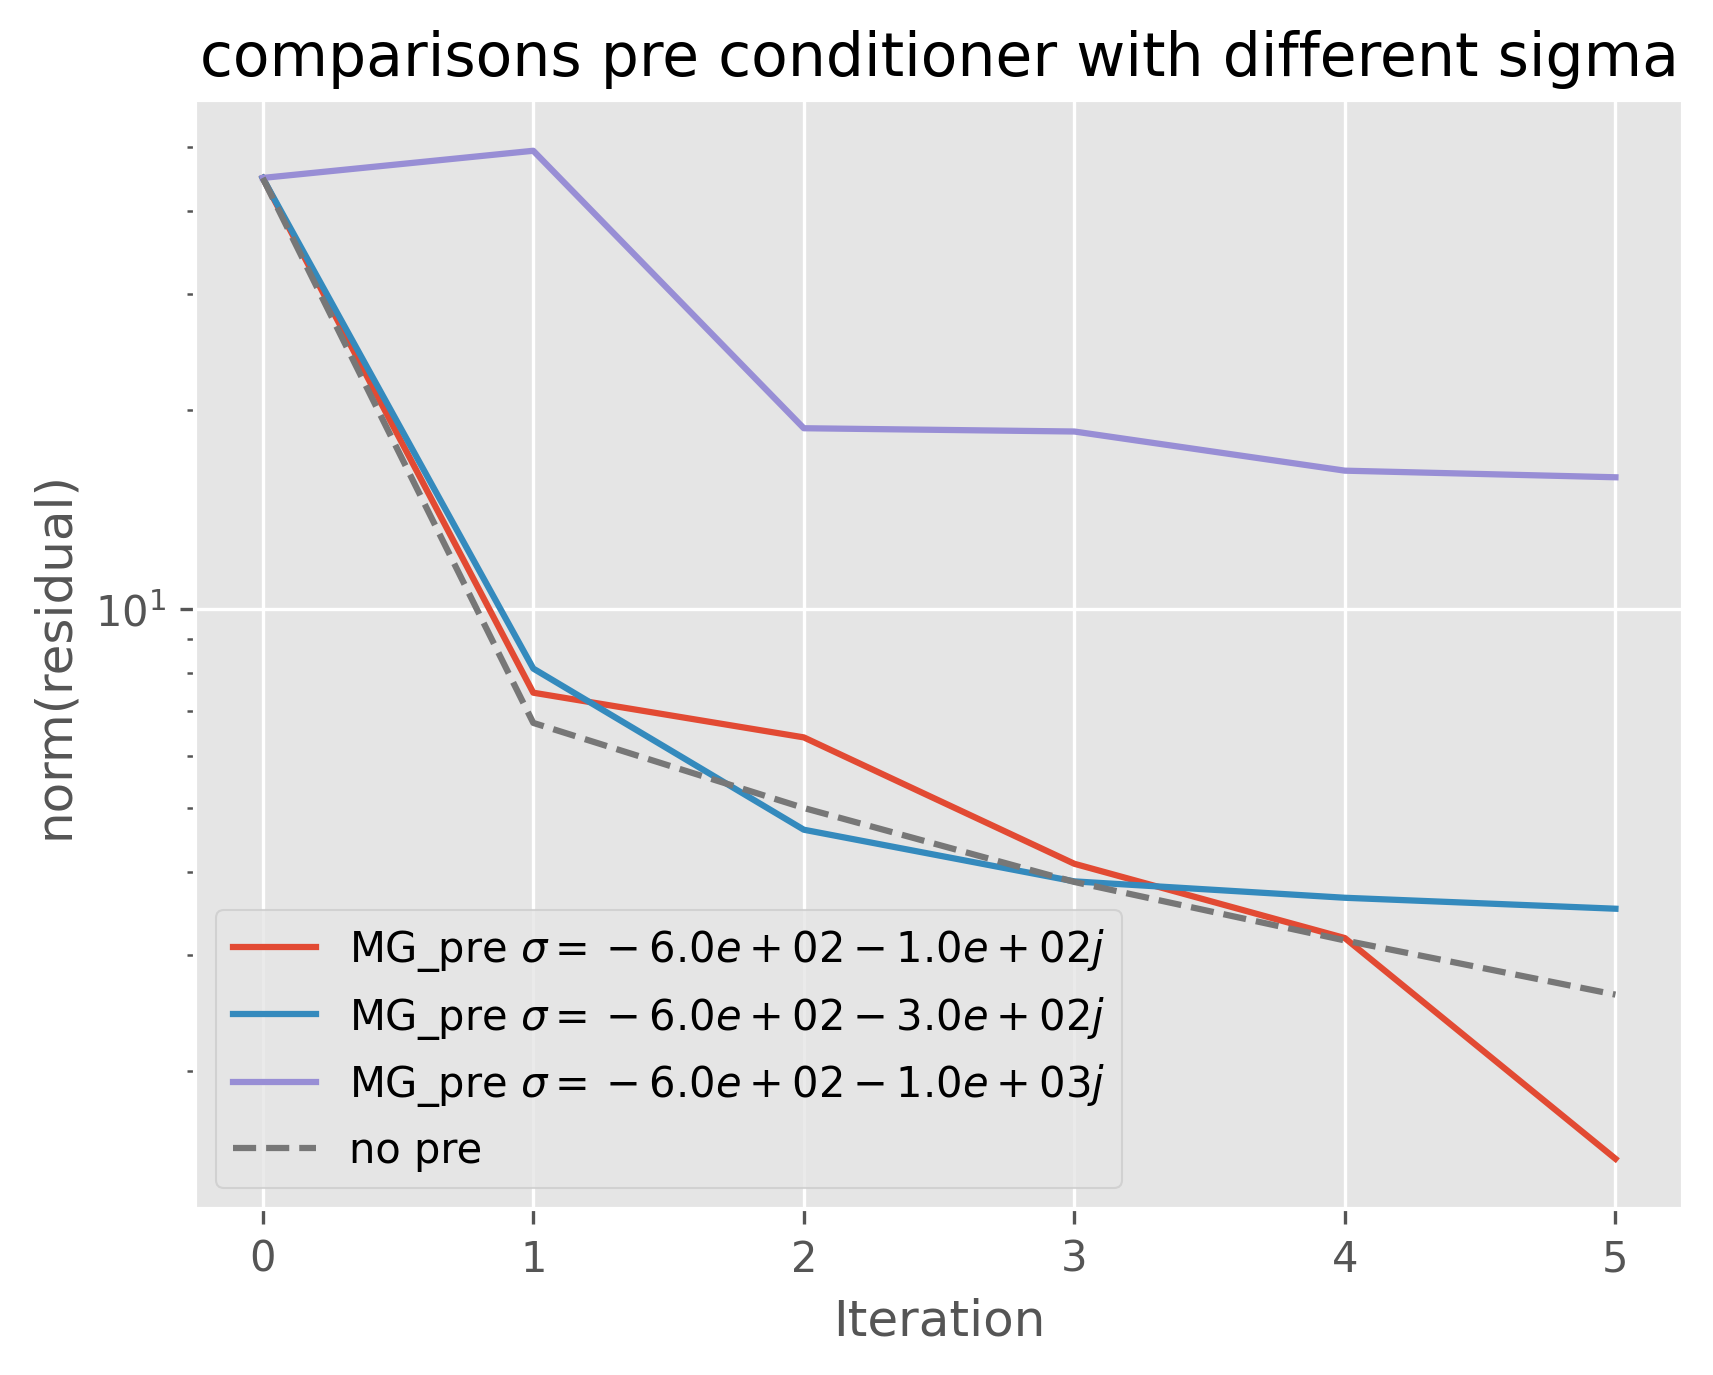 comparisons pre conditioner with different sigma
norm(residual)
10¹
MG_pre σ = −6.0e + 02 − 1.0e + 02j
MG_pre σ = −6.0e + 02 − 3.0e + 02j
MG_pre σ = −6.0e + 02 − 1.0e + 03j
no pre
0 1 2 3 4 5
Iteration